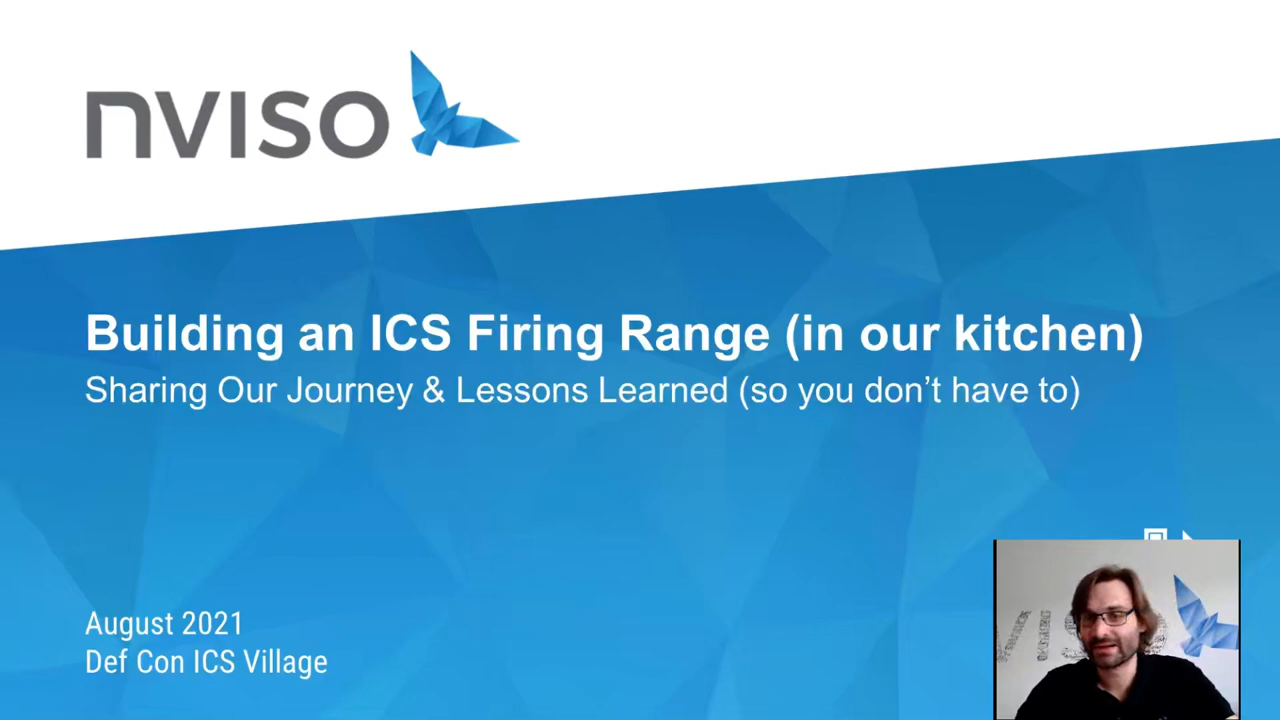 NVISO
Building an ICS Firing Range (in our kitchen)
Sharing Our Journey & Lessons Learned (so you don’t have to)
August 2021
Def Con ICS Village